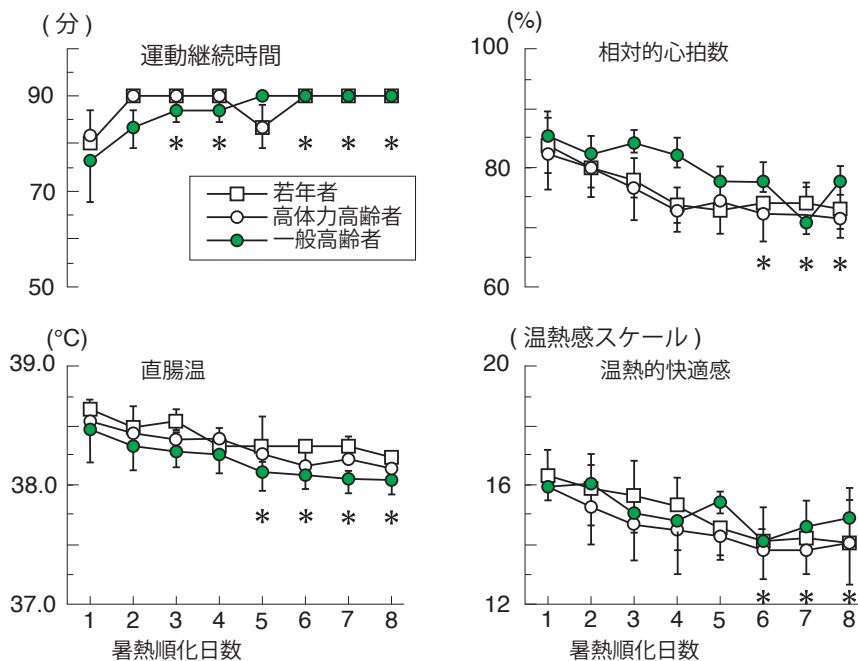 (分)
運動継続時間
90
70
50
若年者
高体力高齢者
一般高齢者
* * * * *
(%)
相対的心拍数
100
80
60
* * *
(°C)
直腸温
39.0
38.0
37.0
* * * *
1 2 3 4 5 6 7 8
暑熱順化日数
(温熱感スケール)
温熱的快適感
20
16
12
* * *
1 2 3 4 5 6 7 8
暑熱順化日数